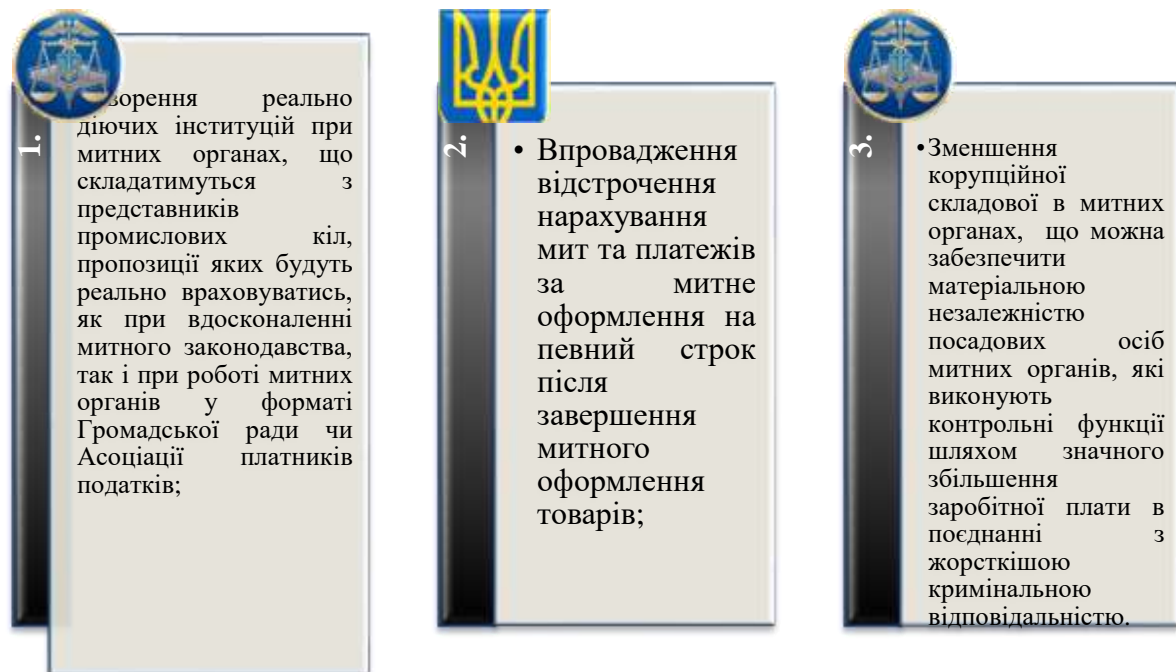 1.
ворення реально
діючих інституцій при
митних органах, що
складатимуться з
представників
промислових кіл,
пропозиції яких будуть
реально враховуватись,
як при вдосконаленні
митного законодавства,
так і при роботі митних
органів у форматі
Громадської ради чи
Асоціації платників
податків;
2.
• Впровадження
відстрочення
нарахування
мит та платежів
за митне
оформлення на
певний строк
після
завершення
митного
оформлення
товарів;
3.
•Зменшення
корупційної
складової в митних
органах, що можна
забезпечити
матеріальною
незалежністю
посадових осіб
митних органів, які
виконують
контрольні функції
шляхом значного
збільшення
заробітної плати в
поєднанні з
жорсткішою
кримінальною
відповідальністю.